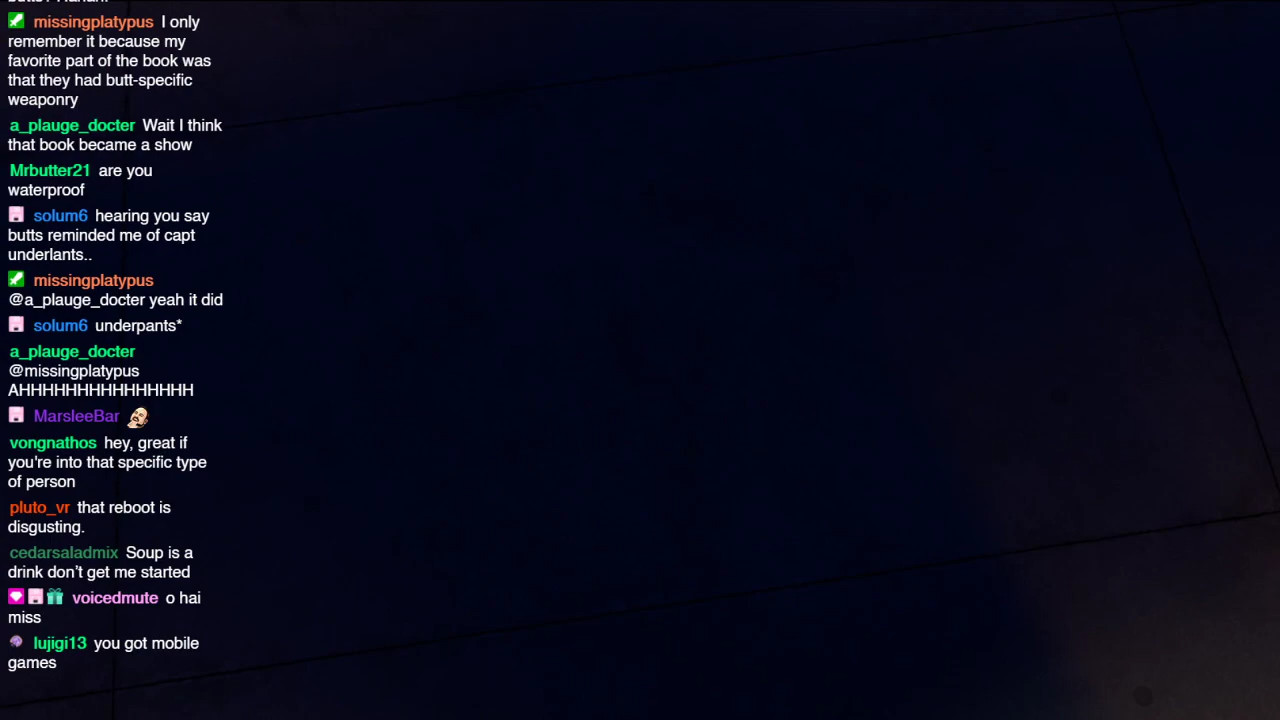 missingplatypus I only
remember it because my
favorite part of the book was
that they had butt-specific
weaponry
a_plauge_docter Wait I think
that book became a show
Mrbutter21 are you
waterproof
solum6 hearing you say
butts reminded me of capt
underlants..
missingplatypus
@a_plauge_docter yeah it did
solum6 underpants*
a_plauge_docter
@missingplatypus
AHHHHHHHHHHHHHHH
MarsleeBar
vongnathos hey, great if
you're into that specific type
of person
pluto_vr that reboot is
disgusting.
cedarsaladmix Soup is a
drink don’t get me started
voicedmute o hai
miss
lujigi13 you got mobile
games